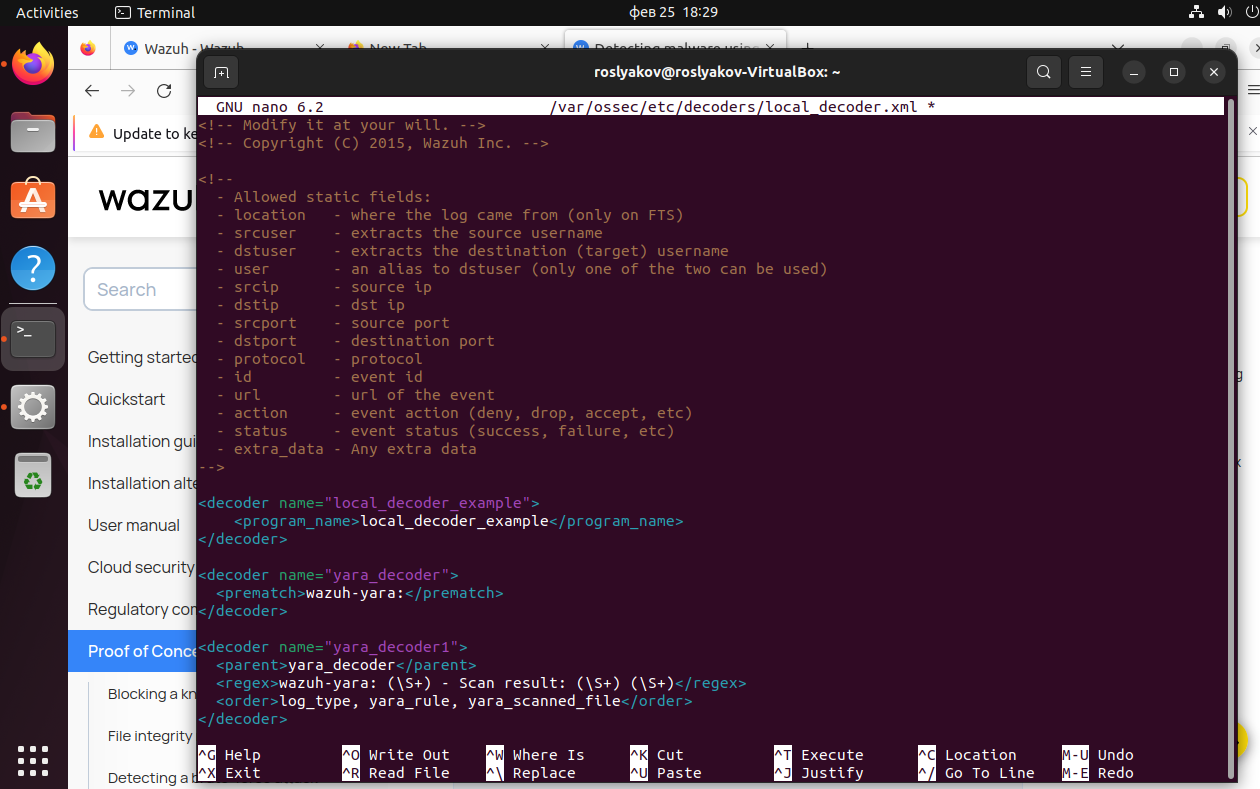 Activities Terminal фев 25 18:29
Wazuh - Wazuh New Tab Detecting malware using
roslyakov@roslyakov-VirtualBox: ~
GNU nano 6.2 /var/ossec/etc/decoders/local_decoder.xml *
<!-- Modify it at your will. -->
Update to ke
<!-- Copyright (C) 2015, Wazuh Inc. -->
<!--
- Allowed static fields:
wazu
- location - where the log came from (only on FTS)
- srcuser - extracts the source username
- dstuser - extracts the destination (target) username
- user - an alias to dstuser (only one of the two can be used)
- srcip - source ip
Search
- dstip - dst ip
- srcport - source port
- dstport - destination port
- protocol - protocol
Getting started
- id - event id
- url - url of the event
Quickstart
- action - event action (deny, drop, accept, etc)
- status - event status (success, failure, etc)
Installation gui
- extra_data - Any extra data
-->
Installation alte
<decoder name="local_decoder_example">
<program_name>local_decoder_example</program_name>
User manual
</decoder>
Cloud security
<decoder name="yara_decoder">
<prematch>wazuh-yara:</prematch>
Regulatory con
</decoder>
<decoder name="yara_decoder1">
Proof of Conce
<parent>yara_decoder</parent>
<regex>wazuh-yara: (\S+) - Scan result: (\S+) (\S+)</regex>
Blocking a kn
<order>log_type, yara_rule, yara_scanned_file</order>
</decoder>
File integrity
^G Help ^O Write Out ^W Where Is ^K Cut ^T Execute ^C Location M-U Undo
^X Exit ^R Read File ^\ Replace ^U Paste ^J Justify ^/ Go To Line M-E Redo
Detecting a b